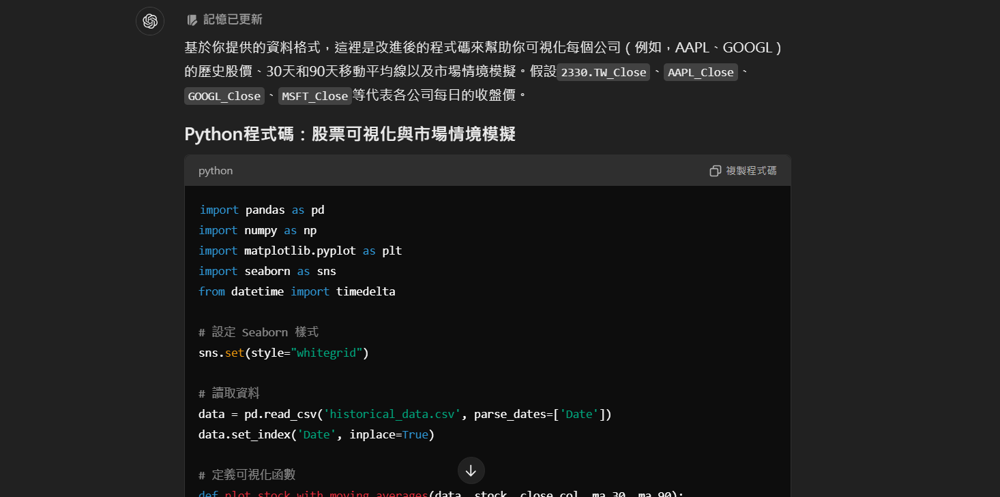 記憶已更新
基於你提供的資料格式，這裡是改進後的程式碼來幫助你可視化每個公司（例如，AAPL、GOOGL）
的歷史股價、30天和90天移動平均線以及市場情境模擬。假設 2330.TW_Close 、 AAPL_Close 、
GOOGL_Close 、 MSFT_Close 等代表各公司每日的收盤價。
Python程式碼：股票可視化與市場情境模擬
python 複製程式碼
import pandas as pd
import numpy as np
import matplotlib.pyplot as plt
import seaborn as sns
from datetime import timedelta
# 設定 Seaborn 樣式
sns.set(style="whitegrid")
# 讀取資料
data = pd.read_csv('historical_data.csv', parse_dates=['Date'])
data.set_index('Date', inplace=True)
# 定義可視化函數
def plot_stock_with_moving_averages(data, stock, close_col, ma_30, ma_90):